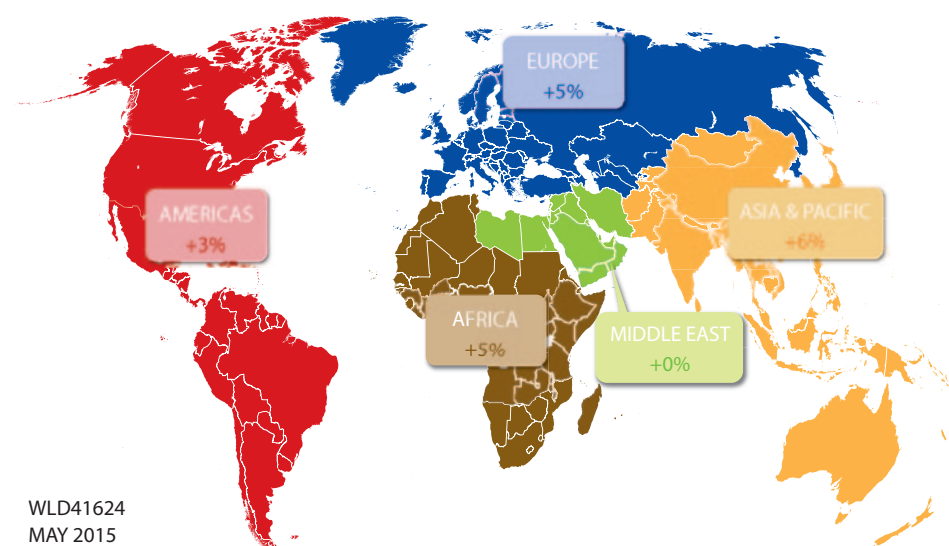 EUROPE
+5%
AMERICAS
+3%
ASIA & PACIFIC
+6%
AFRICA
+5%
MIDDLE EAST
+0%
WLD41624
MAY 2015